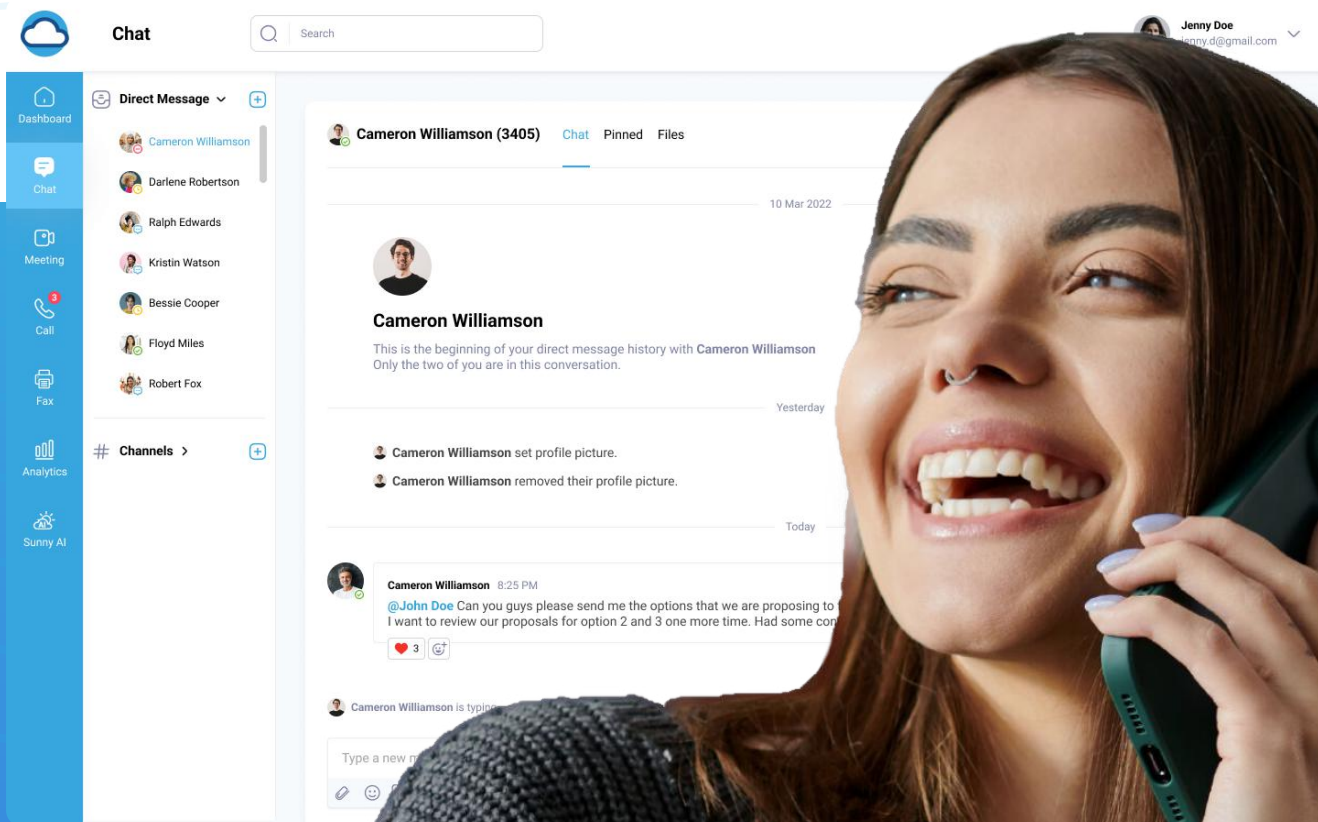 Chat
Search
Jenny Doe
jenny.d@gmail.com
Dashboard
Chat
Meeting
3
Call
Fax
Analytics
AI
Sunny AI
Direct Message
Cameron Williamson
Darlene Robertson
Ralph Edwards
Kristin Watson
Bessie Cooper
Floyd Miles
Robert Fox
# Channels >
Cameron Williamson (3405) Chat Pinned Files
10 Mar 2022
Cameron Williamson
This is the beginning of your direct message history with Cameron Williamson
Only the two of you are in this conversation.
Yesterday
Cameron Williamson set profile picture.
Cameron Williamson removed their profile picture.
Today
Cameron Williamson 8:25 PM
@John Doe Can you guys please send me the options that we are proposing to
I want to review our proposals for option 2 and 3 one more time. Had some
3
Cameron Williamson is typing
Type a new